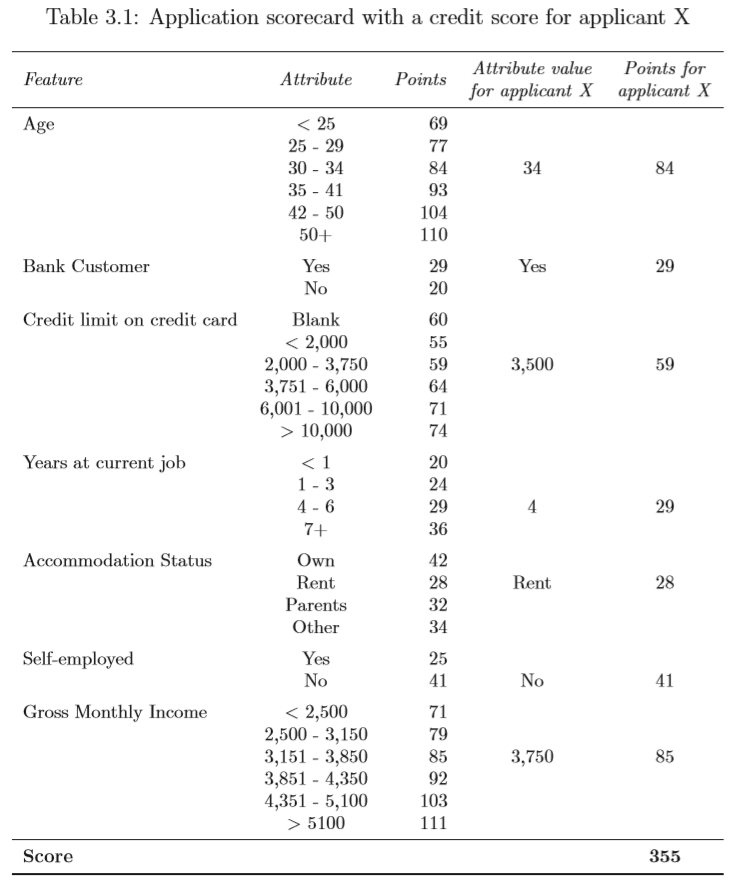 Table 3.1: Application scorecard with a credit score for applicant X
Feature Attribute Points Attribute value for applicant X Points for applicant X
Age < 25 69
25 - 29 77
30 - 34 84 34 84
35 - 41 93
42 - 50 104
50+ 110
Bank Customer Yes 29 Yes 29
No 20
Credit limit on credit card Blank 60
< 2,000 55
2,000 - 3,750 59 3,500 59
3,751 - 6,000 64
6,001 - 10,000 71
> 10,000 74
Years at current job < 1 20
1 - 3 24
4 - 6 29 4 29
7+ 36
Accommodation Status Own 42
Rent 28 Rent 28
Parents 32
Other 34
Self-employed Yes 25
No 41 No 41
Gross Monthly Income < 2,500 71
2,500 - 3,150 79
3,151 - 3,850 85 3,750 85
3,851 - 4,350 92
4,351 - 5,100 103
> 5100 111
Score 355